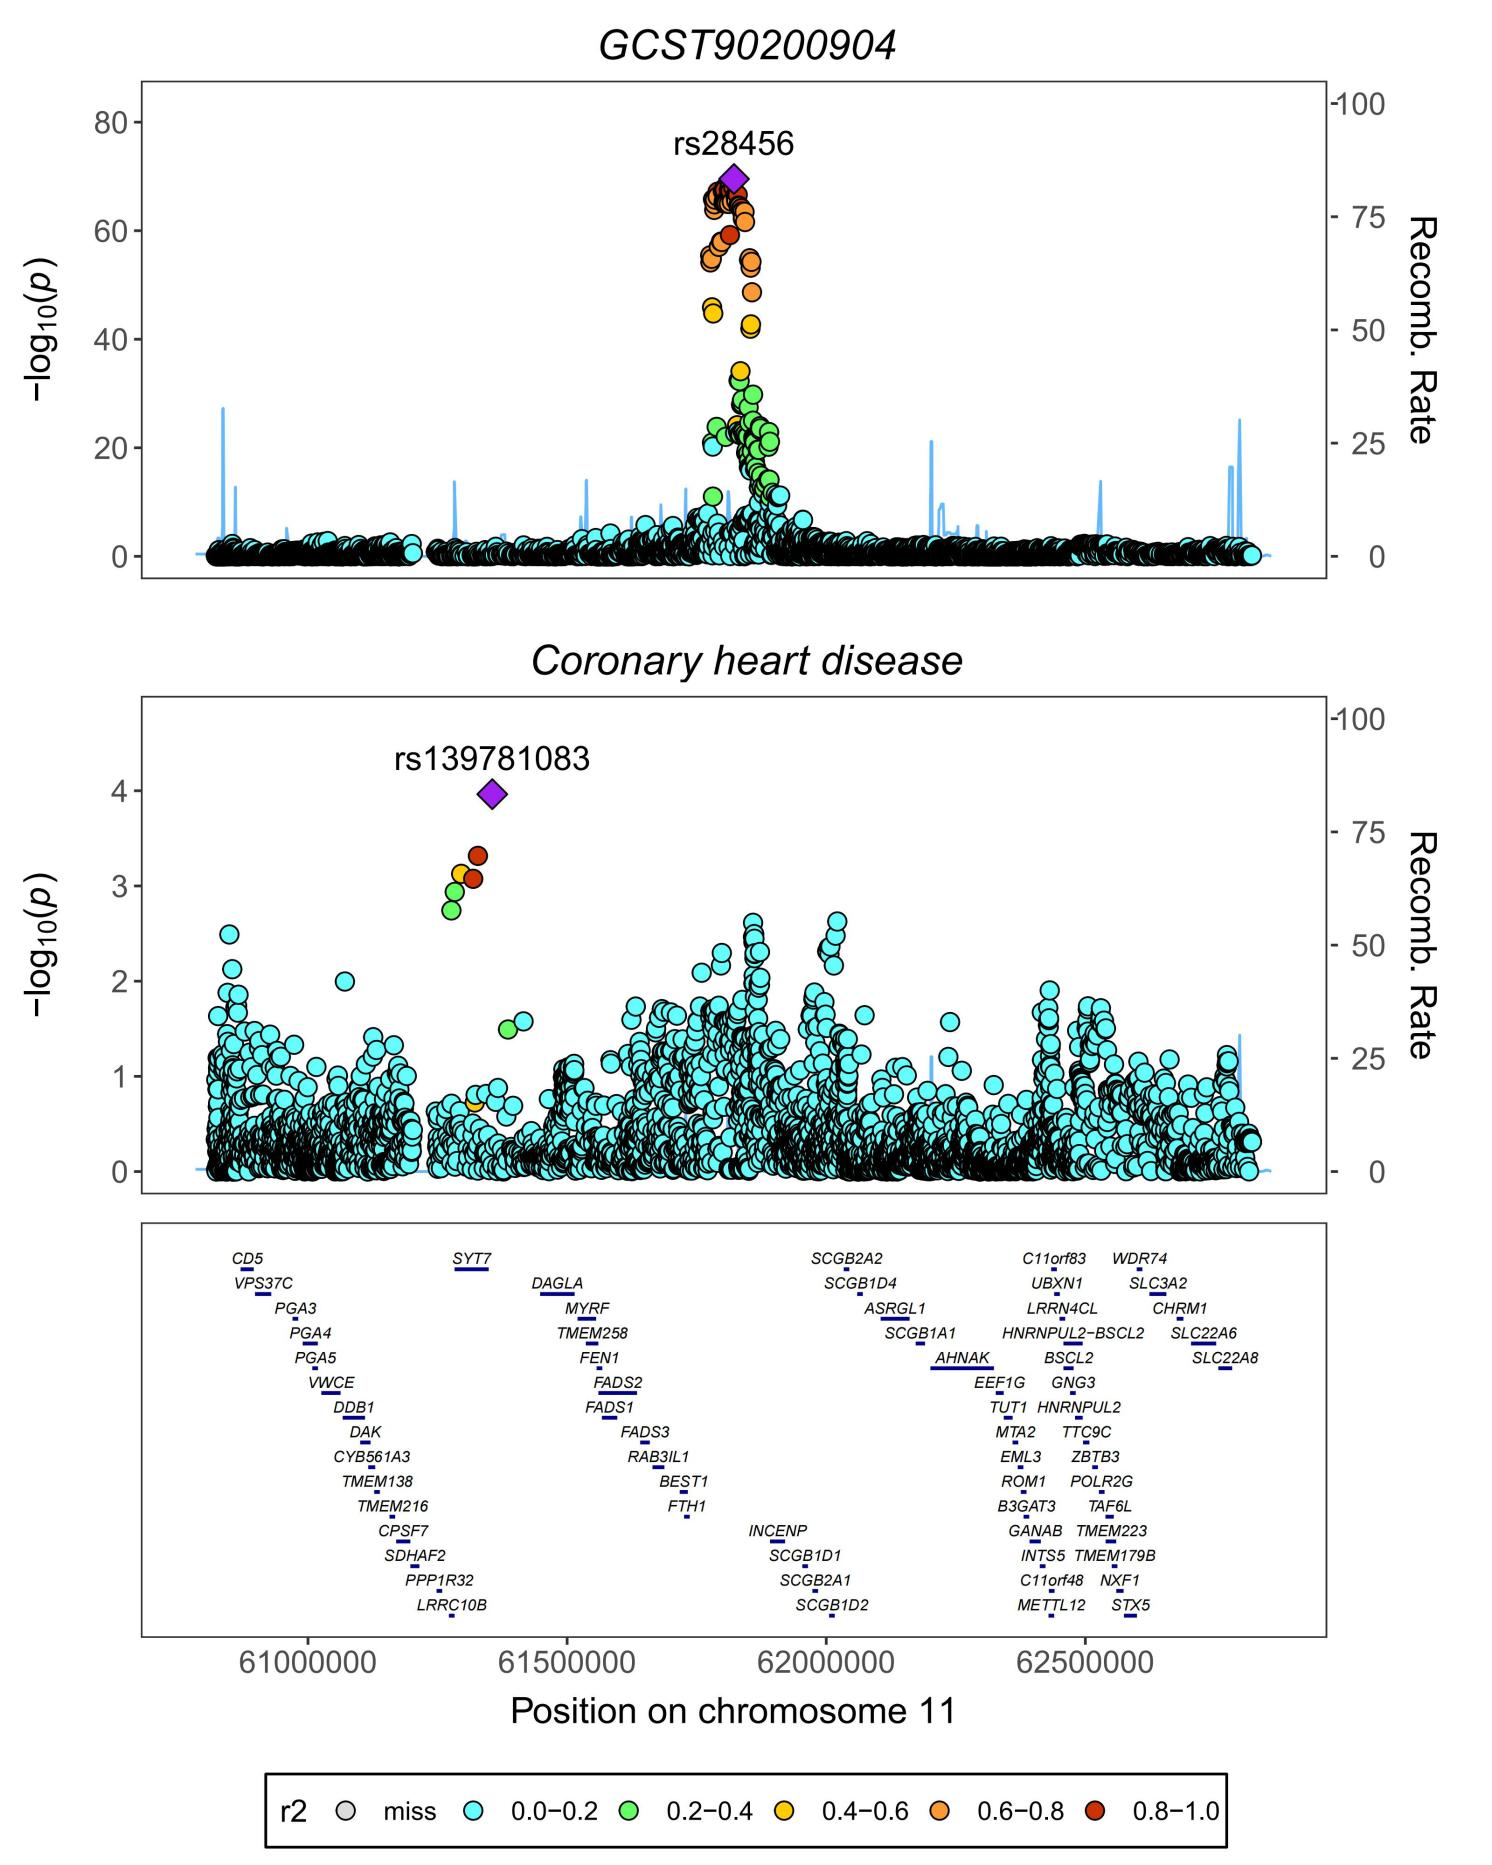 GCST90200904
80
60
40
20
0
−log10(p)
rs28456
100
75
50
25
0
Recomb. Rate
Coronary heart disease
4
3
2
1
0
−log10(p)
rs139781083
100
75
50
25
0
Recomb. Rate
CD5 SYT7 SCGB2A2 C11orf83 WDR74
VPS37C DAGLA SCGB1D4 UBXN1 SLC3A2
PGA3 MYRF ASRGL1 LRRN4CL CHRM1
PGA4 TMEM258 SCGB1A1 HNRNPUL2−BSCL2 SLC22A6
PGA5 FEN1 AHNAK BSCL2 SLC22A8
VWCE FADS2 EEF1G GNG3
DDB1 FADS1 TUT1 HNRNPUL2
DAK FADS3 MTA2 TTC9C
CYB561A3 RAB3IL1 EML3 ZBTB3
TMEM138 BEST1 ROM1 POLR2G
TMEM216 FTH1 B3GAT3 TAF6L
CPSF7 INCENP GANAB TMEM223
SDHAF2 SCGB1D1 INTS5 TMEM179B
PPP1R32 SCGB2A1 C11orf48 NXF1
LRRC10B SCGB1D2 METTL12 STX5
61000000 61500000 62000000 62500000
Position on chromosome 11
r2 miss 0.0−0.2 0.2−0.4 0.4−0.6 0.6−0.8 0.8−1.0